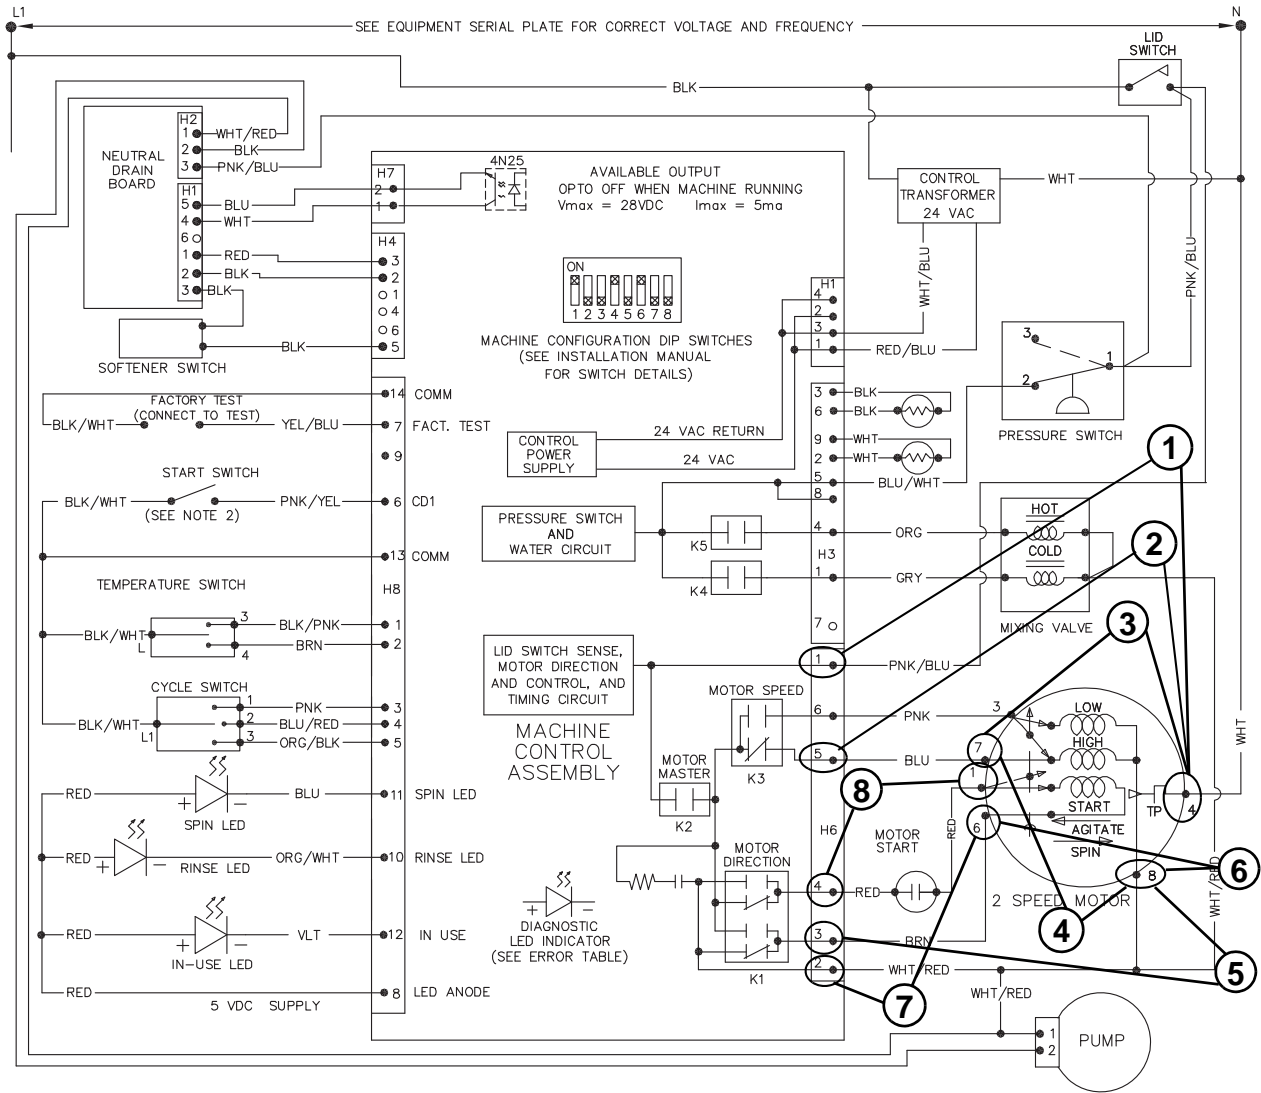 L1
N
SEE EQUIPMENT SERIAL PLATE FOR CORRECT VOLTAGE AND FREQUENCY
LID
SWITCH
BLK
H2
1 WHT/RED
2 BLK
3 PNK/BLU
NEUTRAL
DRAIN
BOARD
H1
5 BLU
4 WHT
6
1 RED
2 BLK
3 BLK
SOFTENER SWITCH
BLK
H7
2
1
4N25
AVAILABLE OUTPUT
OPTO OFF WHEN MACHINE RUNNING
Vmax = 28VDC Imax = 5ma
H4
3
2
1
4
6
5
ON
1 2 3 4 5 6 7 8
MACHINE CONFIGURATION DIP SWITCHES
(SEE INSTALLATION MANUAL
FOR SWITCH DETAILS)
CONTROL
TRANSFORMER
24 VAC
WHT
WHT/BLU
RED/BLU
PNK/BLU
H1
4
2
3
1
3
1
2
PRESSURE SWITCH
3 BLK
6 BLK
9 WHT
2 WHT
5 BLU/WHT
8
4 ORG
H3
1 GRY
7
CONTROL
POWER
SUPPLY
24 VAC RETURN
24 VAC
PRESSURE SWITCH
AND
WATER CIRCUIT
K5
K4
HOT
COLD
MIXING VALVE
14 COMM
FACTORY TEST
(CONNECT TO TEST)
BLK/WHT
YEL/BLU
7 FACT. TEST
9
START SWITCH
BLK/WHT
PNK/YEL
6 CD1
(SEE NOTE 2)
13 COMM
H8
TEMPERATURE SWITCH
BLK/WHT
L
3 BLK/PNK 1
4 BRN 2
CYCLE SWITCH
BLK/WHT
L1
1 PNK 3
2 BLU/RED 4
3 ORG/BLK 5
RED
BLU
11 SPIN LED
SPIN LED
RED
ORG/WHT
10 RINSE LED
RINSE LED
RED
VLT
12 IN USE
IN-USE LED
RED
8 LED ANODE
5 VDC SUPPLY
LID SWITCH SENSE,
MOTOR DIRECTION
AND CONTROL, AND
TIMING CIRCUIT
MACHINE
CONTROL
ASSEMBLY
MOTOR SPEED
K3
MOTOR
MASTER
K2
MOTOR
DIRECTION
K1
DIAGNOSTIC
LED INDICATOR
(SEE ERROR TABLE)
1 PNK/BLU
6 PNK
5 BLU
H6
4 RED
3 BRN
2 WHT/RED
MOTOR
START
RED
3
7
1
6
LOW
HIGH
START
AGITATE
SPIN
TP
4
8
2 SPEED MOTOR
WHT
WHT/RED
WHT/RED
1
2
PUMP
1
2
3
4
5
6
7
8